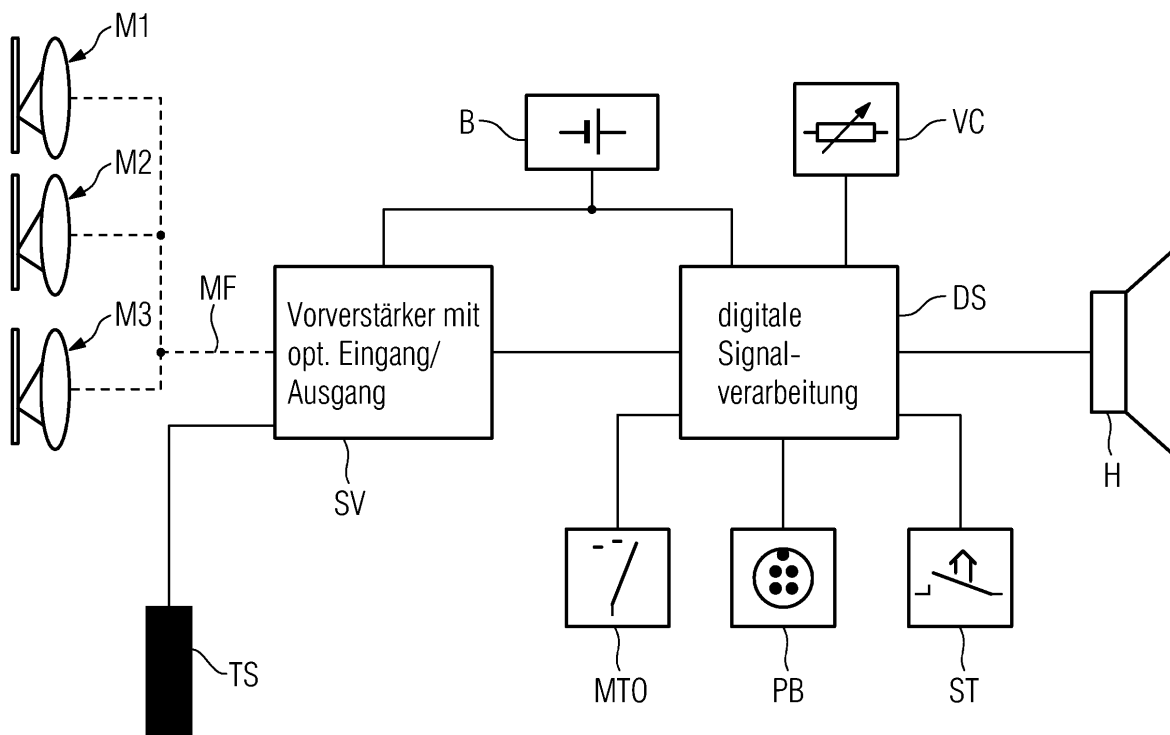 M1
B
VC
M2
MF
Vorverstärker mit
opt. Eingang/
Ausgang
digitale
Signal-
verarbeitung
DS
M3
SV
H
TS
MTO
PB
ST